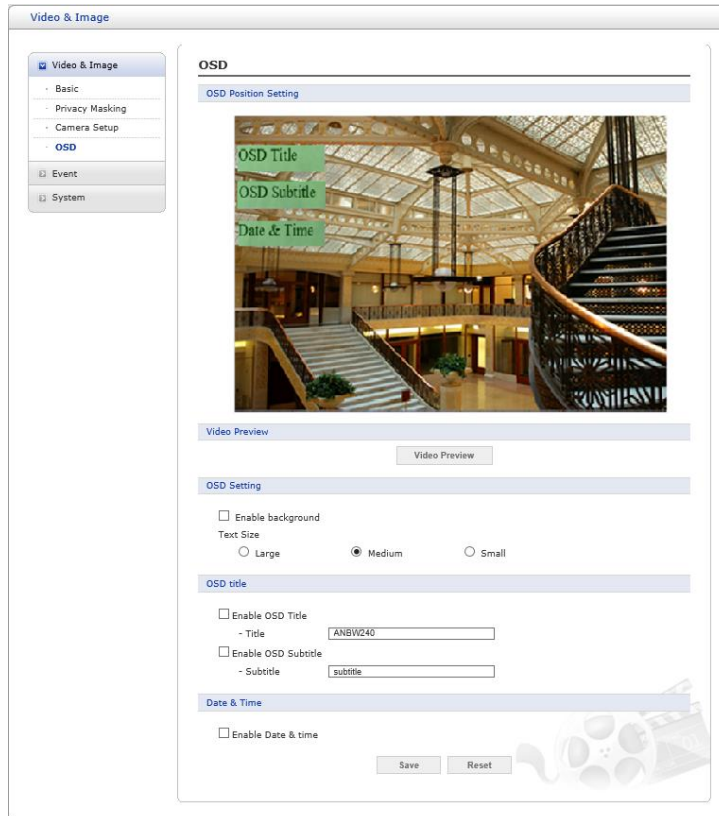 Video & Image
Video & Image
Basic
Privacy Masking
Camera Setup
OSD
Event
System
OSD
OSD Position Setting
OSD Title
OSD Subtitle
Date & Time
Video Preview
Video Preview
OSD Setting
Enable background
Text Size
Large Medium Small
OSD title
Enable OSD Title
- Title ANBW240
Enable OSD Subtitle
- Subtitle subtitle
Date & Time
Enable Date & time
Save Reset